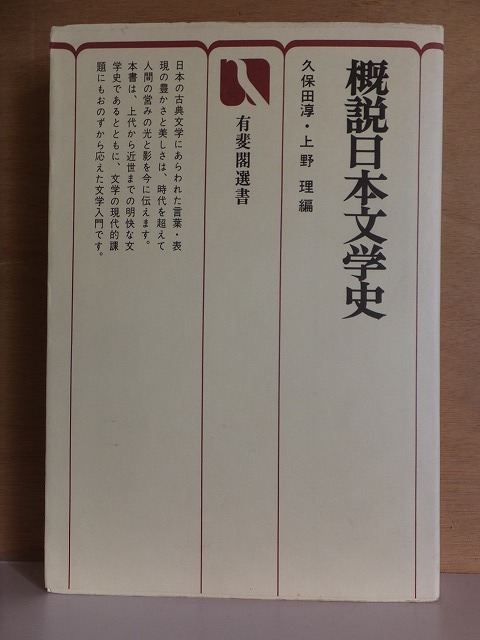 概説日本文学史
久保田淳・上野 理 編
有斐閣選書
日本の古典文学にあらわれた言葉・表
現の豊かさと美しさは、時代を超えて
人間の営みの光と影を今に伝えます。
本書は、上代から近世までの明快な文
学史であるとともに、文学の現代的課
題にもおのずから応えた文学入門です。